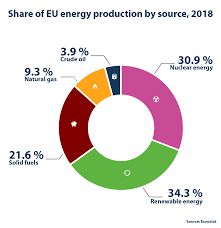 Share of EU energy production by source, 2018
3.9 %
Crude oil
9.3 %
Natural gas
30.9 %
Nuclear energy
21.6 %
Solid fuels
34.3 %
Renewable energy
Source: Eurostat